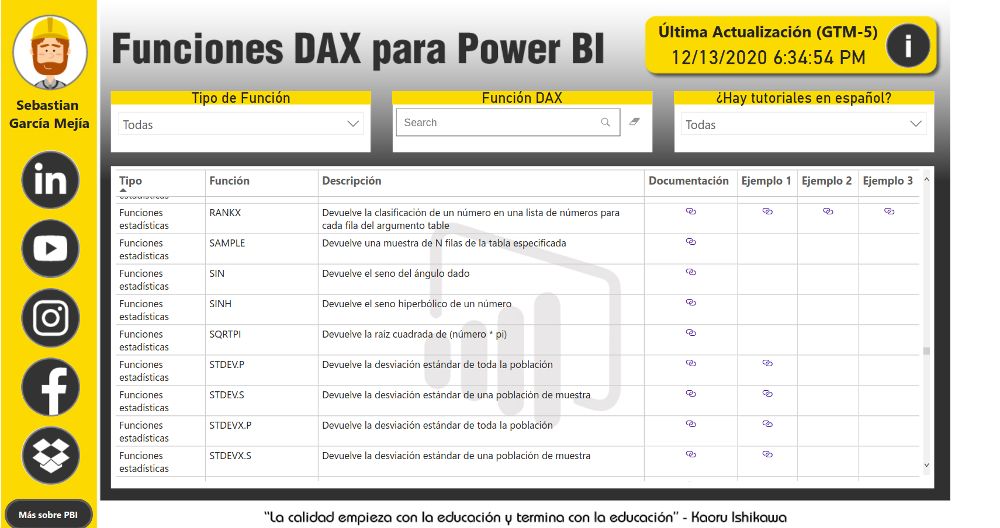 Sebastian
García Mejía
Más sobre PBI
Funciones DAX para Power BI
Última Actualización (GTM-5)
12/13/2020 6:34:54 PM
i
Tipo de Función
Todas
Función DAX
Search
¿Hay tutoriales en español?
Todas
Tipo Función Descripción Documentación Ejemplo 1 Ejemplo 2 Ejemplo 3
estadísticas
Funciones RANKX Devuelve la clasificación de un número en una lista de números para
estadísticas cada fila del argumento table
Funciones SAMPLE Devuelve una muestra de N filas de la tabla especificada
estadísticas
Funciones SIN Devuelve el seno del ángulo dado
estadísticas
Funciones SINH Devuelve el seno hiperbólico de un número
estadísticas
Funciones SQRTPI Devuelve la raíz cuadrada de (número * pi)
estadísticas
Funciones STDEV.P Devuelve la desviación estándar de toda la población
estadísticas
Funciones STDEV.S Devuelve la desviación estándar de una población de muestra
estadísticas
Funciones STDEVX.P Devuelve la desviación estándar de toda la población
estadísticas
Funciones STDEVX.S Devuelve la desviación estándar de una población de muestra
estadísticas
"La calidad empieza con la educación y termina con la educación" - Kaoru Ishikawa